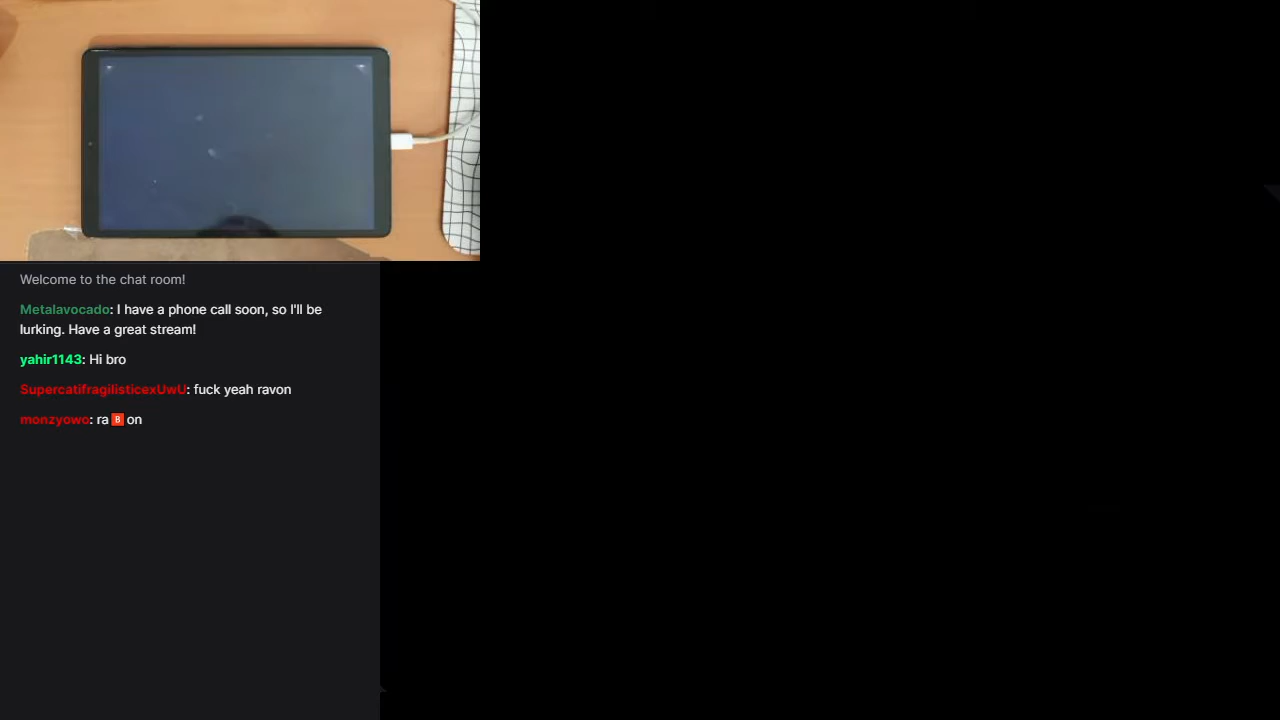 Welcome to the chat room!
Metalavocado: I have a phone call soon, so I'll be
lurking. Have a great stream!
yahir1143: Hi bro
SupercatifragilisticexUwU: fuck yeah ravon
monzyowo: ra🅱️on